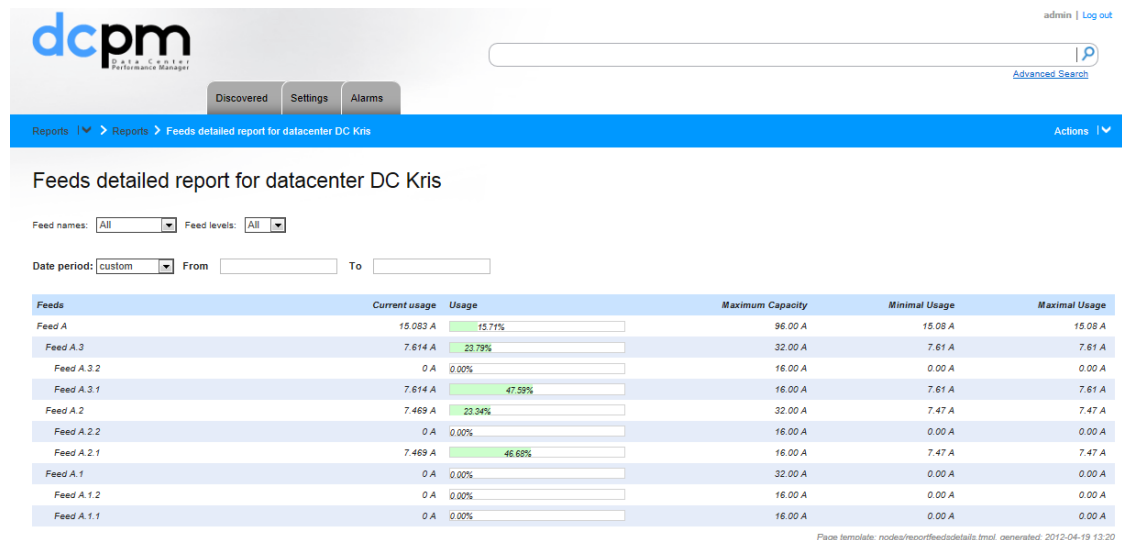 admin | Log out
dcpm
Data Center
Performance Manager
Advanced Search
Discovered Settings Alarms
Reports Reports Feeds detailed report for datacenter DC Kris Actions
Feeds detailed report for datacenter DC Kris
Feed names: All Feed levels: All
Date period: custom From To
Feeds Current usage Usage Maximum Capacity Minimal Usage Maximal Usage
Feed A 15.083 A 15.71% 96.00 A 15.08 A 15.08 A
Feed A.3 7.614 A 23.79% 32.00 A 7.61 A 7.61 A
Feed A.3.2 0 A 0.00% 16.00 A 0.00 A 0.00 A
Feed A.3.1 7.614 A 47.59% 16.00 A 7.61 A 7.61 A
Feed A.2 7.469 A 23.34% 32.00 A 7.47 A 7.47 A
Feed A.2.2 0 A 0.00% 16.00 A 0.00 A 0.00 A
Feed A.2.1 7.469 A 46.68% 16.00 A 7.47 A 7.47 A
Feed A.1 0 A 0.00% 32.00 A 0.00 A 0.00 A
Feed A.1.2 0 A 0.00% 16.00 A 0.00 A 0.00 A
Feed A.1.1 0 A 0.00% 16.00 A 0.00 A 0.00 A
Page template: nodes/reportfeedsdetails.tmpl, generated: 2012-04-19 13:20